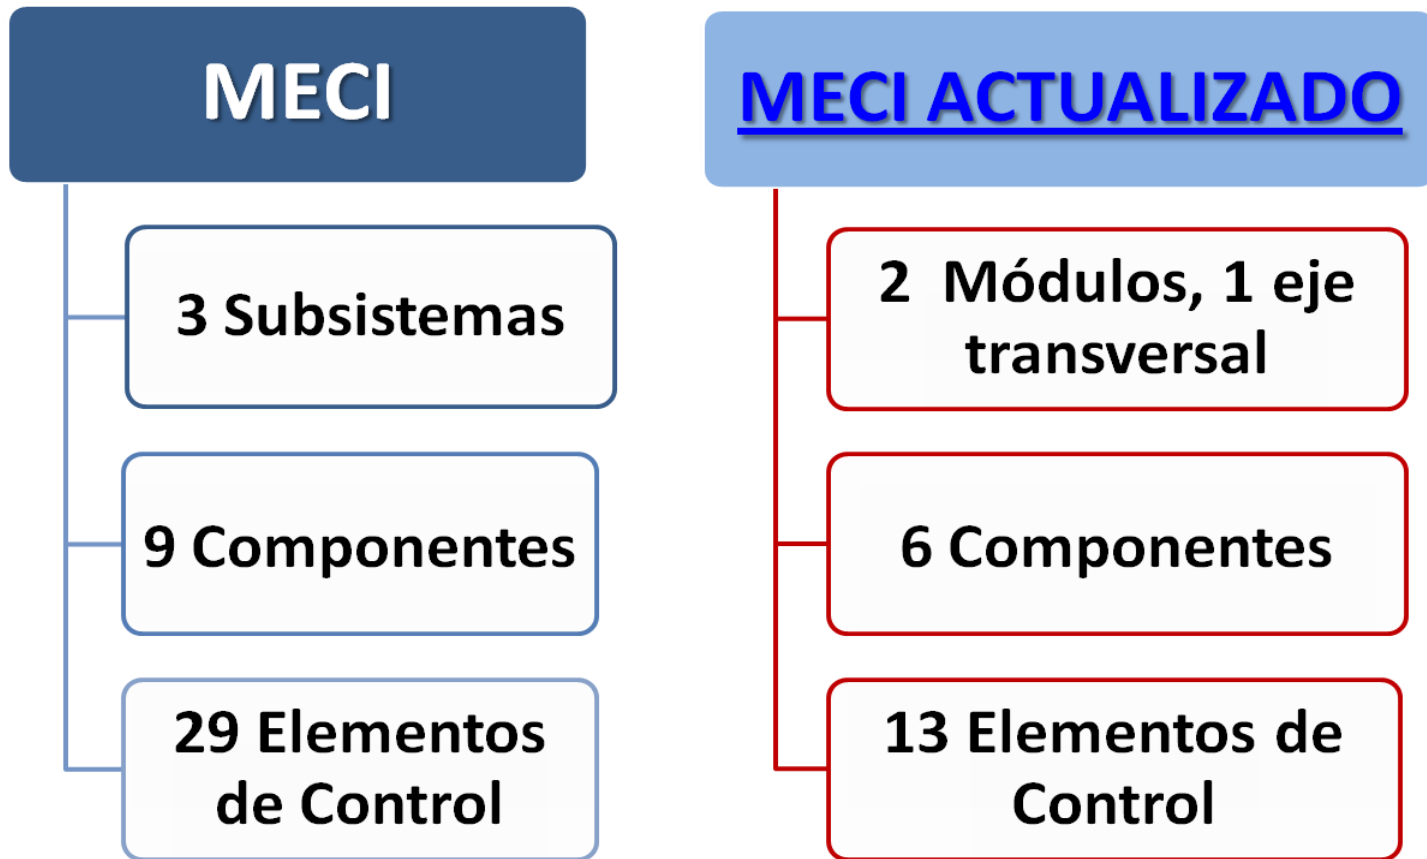 MECI
3 Subsistemas
9 Componentes
29 Elementos
de Control
MECI ACTUALIZADO
2 Módulos, 1 eje
transversal
6 Componentes
13 Elementos de
Control